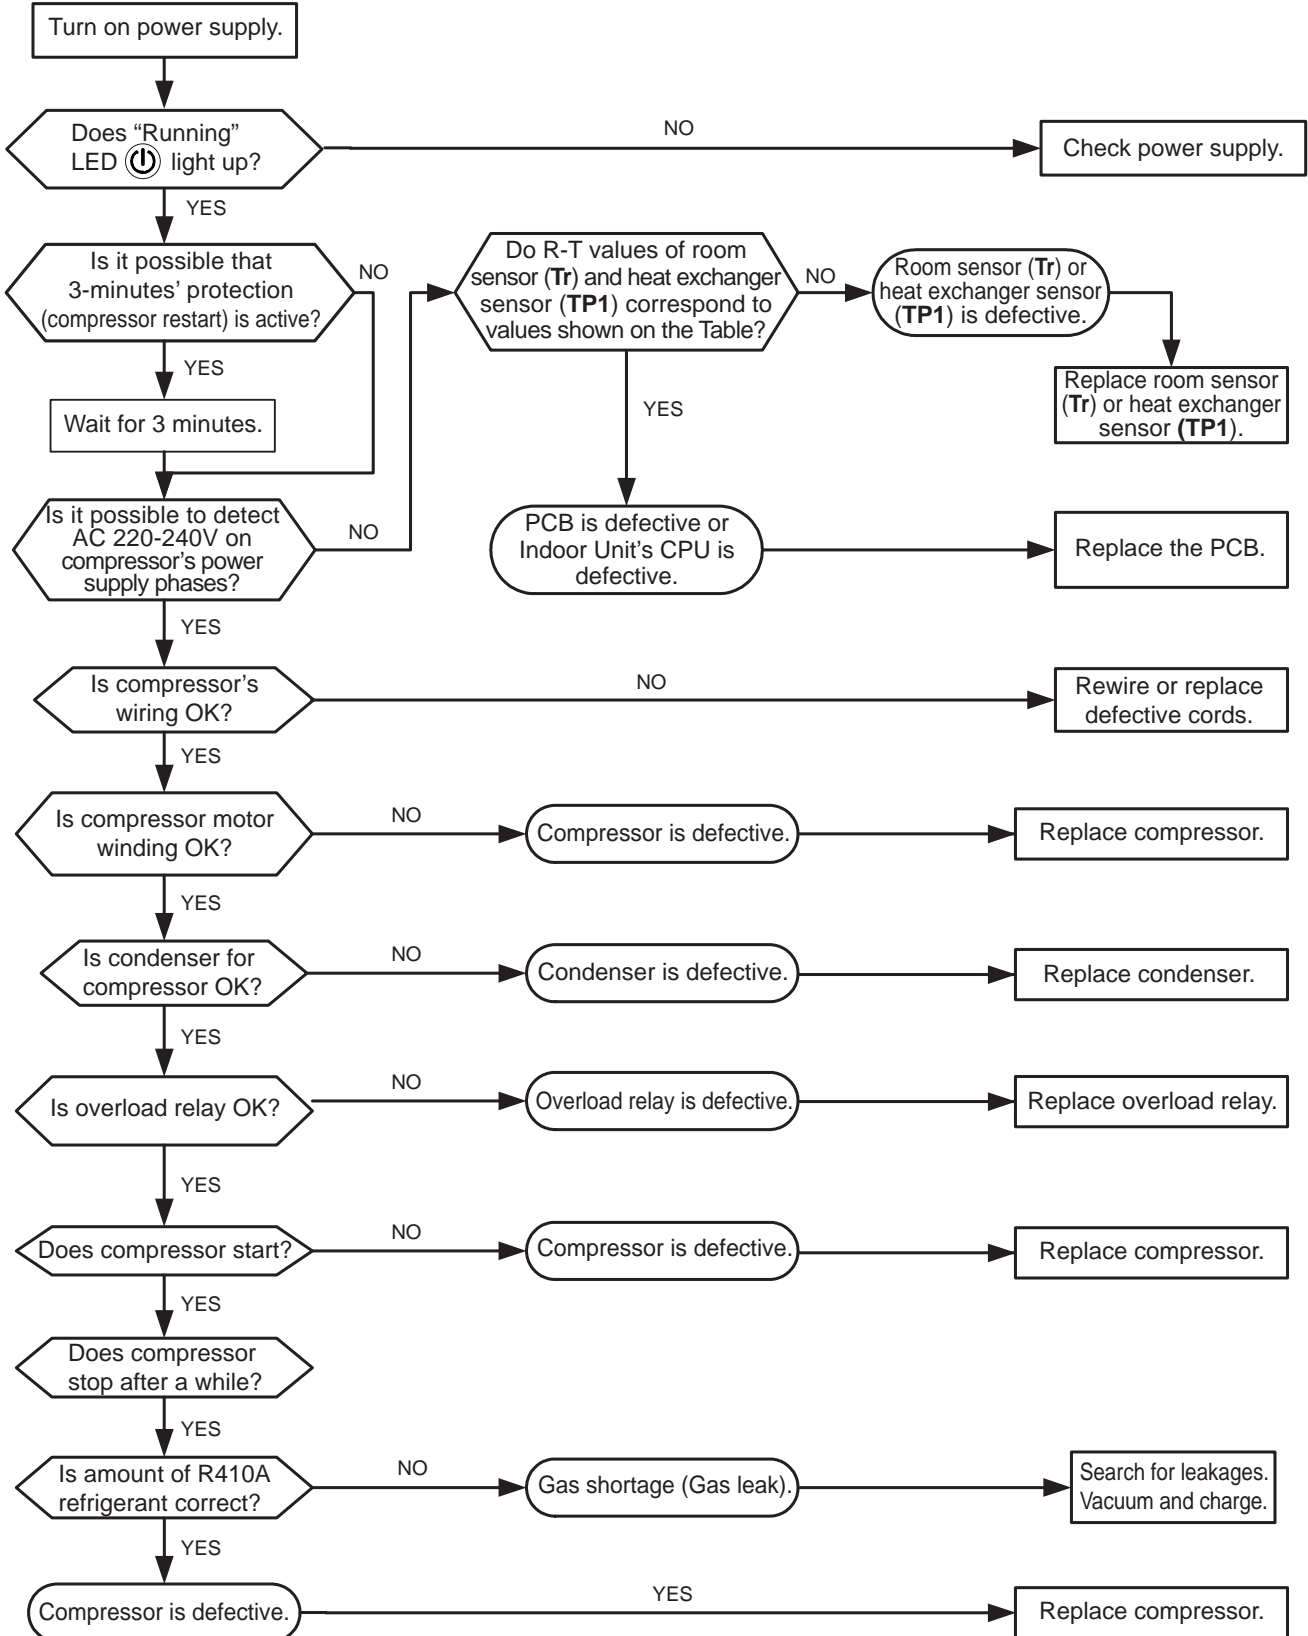 Turn on power supply.
Does “Running”
LED light up?
NO
Check power supply.
YES
Is it possible that
3-minutes’ protection
(compressor restart) is active?
NO
YES
Wait for 3 minutes.
Do R-T values of room
sensor (Tr) and heat exchanger
sensor (TP1) correspond to
values shown on the Table?
NO
Room sensor (Tr) or
heat exchanger sensor
(TP1) is defective.
Replace room sensor
(Tr) or heat exchanger
sensor (TP1).
YES
Is it possible to detect
AC 220-240V on
compressor’s power
supply phases?
NO
PCB is defective or
Indoor Unit’s CPU is
defective.
Replace the PCB.
YES
Is compressor’s
wiring OK?
NO
Rewire or replace
defective cords.
YES
Is compressor motor
winding OK?
NO
Compressor is defective.
Replace compressor.
YES
Is condenser for
compressor OK?
NO
Condenser is defective.
Replace condenser.
YES
Is overload relay OK?
NO
Overload relay is defective.
Replace overload relay.
YES
Does compressor start?
NO
Compressor is defective.
Replace compressor.
YES
Does compressor
stop after a while?
YES
Is amount of R410A
refrigerant correct?
NO
Gas shortage (Gas leak).
Search for leakages.
Vacuum and charge.
YES
Compressor is defective.
YES
Replace compressor.